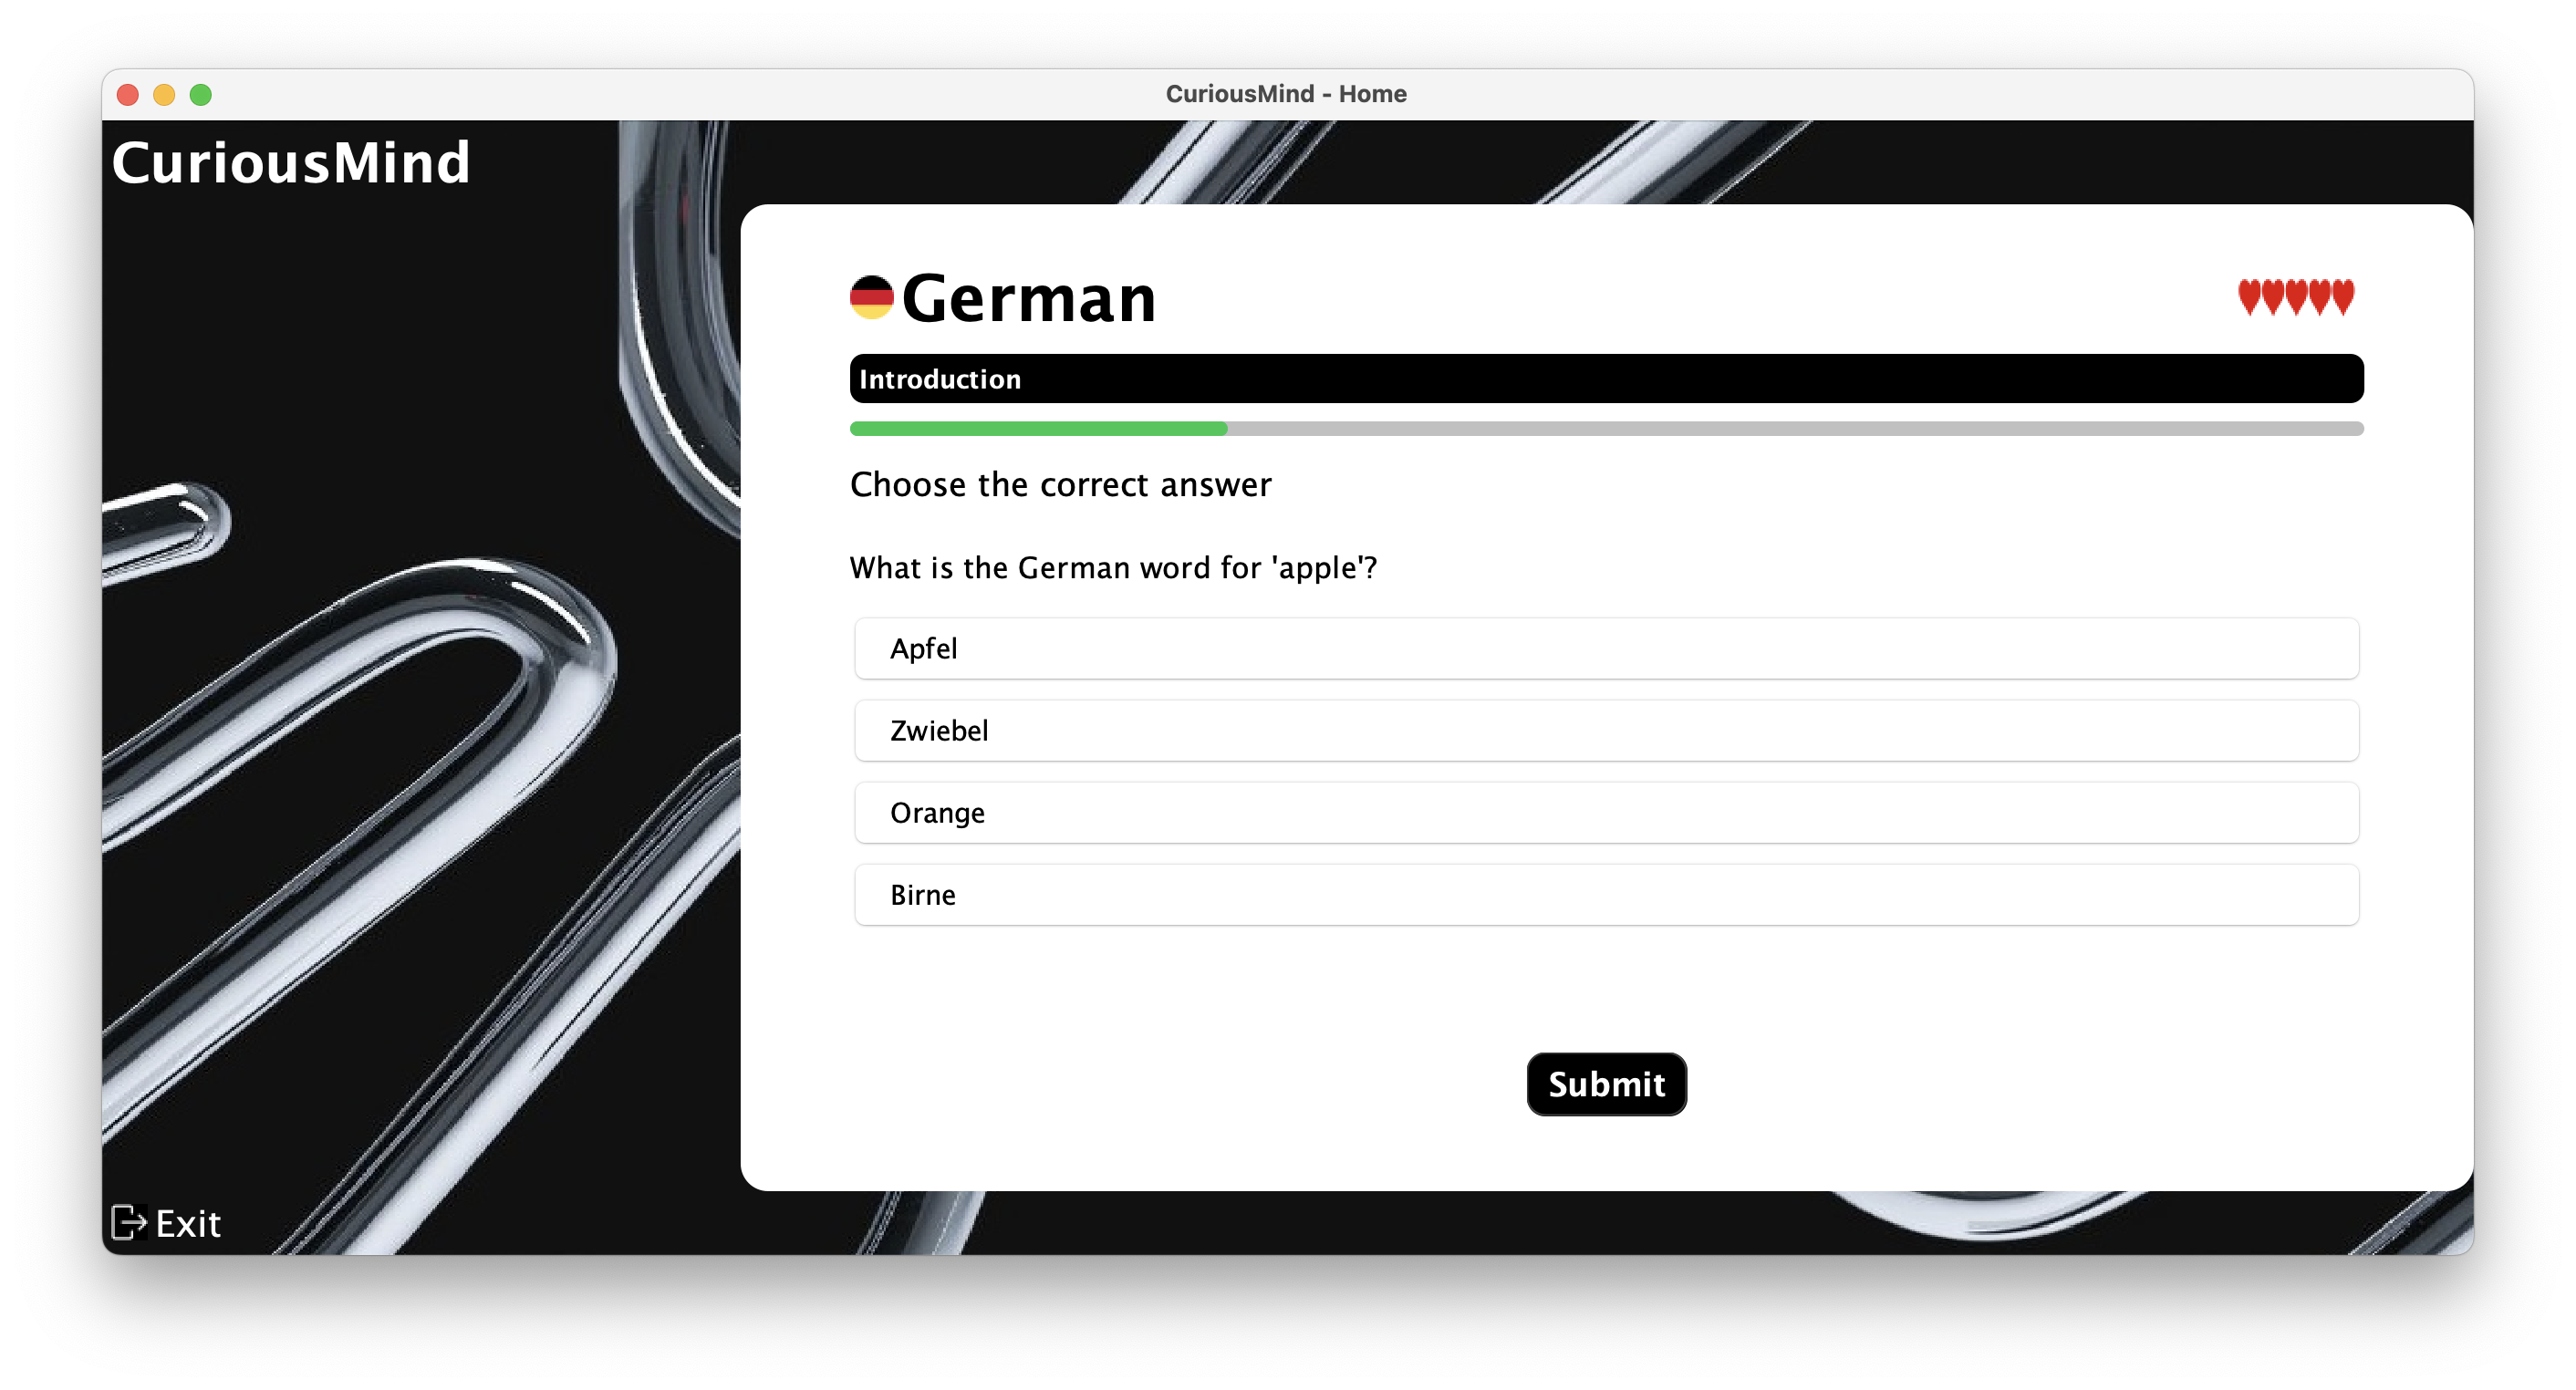 CuriousMind - Home
CuriousMind
German
Introduction
Choose the correct answer
What is the German word for 'apple'?
Apfel
Zwiebel
Orange
Birne
Submit
Exit